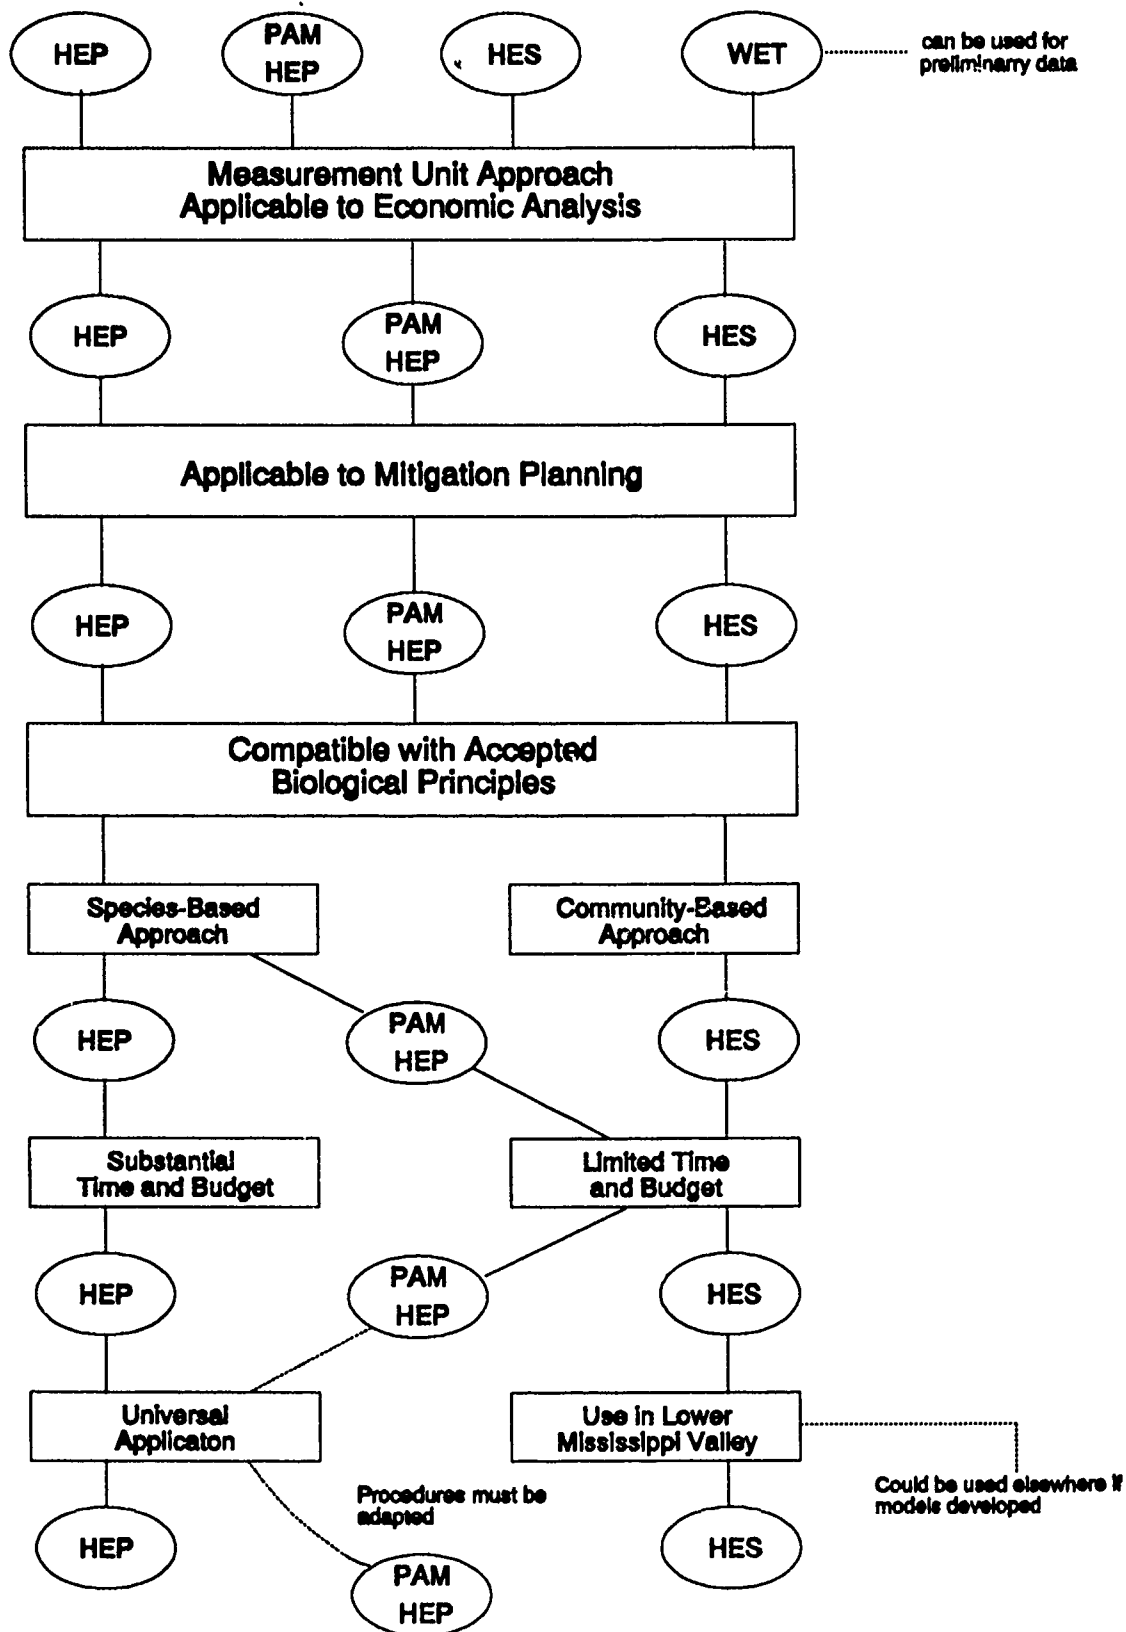 HEP
PAM
HEP
HES
WET
can be used for
preliminarry data
Measurement Unit Approach
Applicable to Economic Analysis
HEP
PAM
HEP
HES
Applicable to Mitigation Planning
HEP
PAM
HEP
HES
Compatible with Accepted
Biological Principles
Species-Based
Approach
Community-Based
Approach
HEP
PAM
HEP
HES
Substantial
Time and Budget
Limited Time
and Budget
HEP
PAM
HEP
HES
Universal
Applicaton
Use in Lower
Mississippi Valley
Procedures must be
adapted
Could be used elsewhere if
models developed
HEP
PAM
HEP
HES